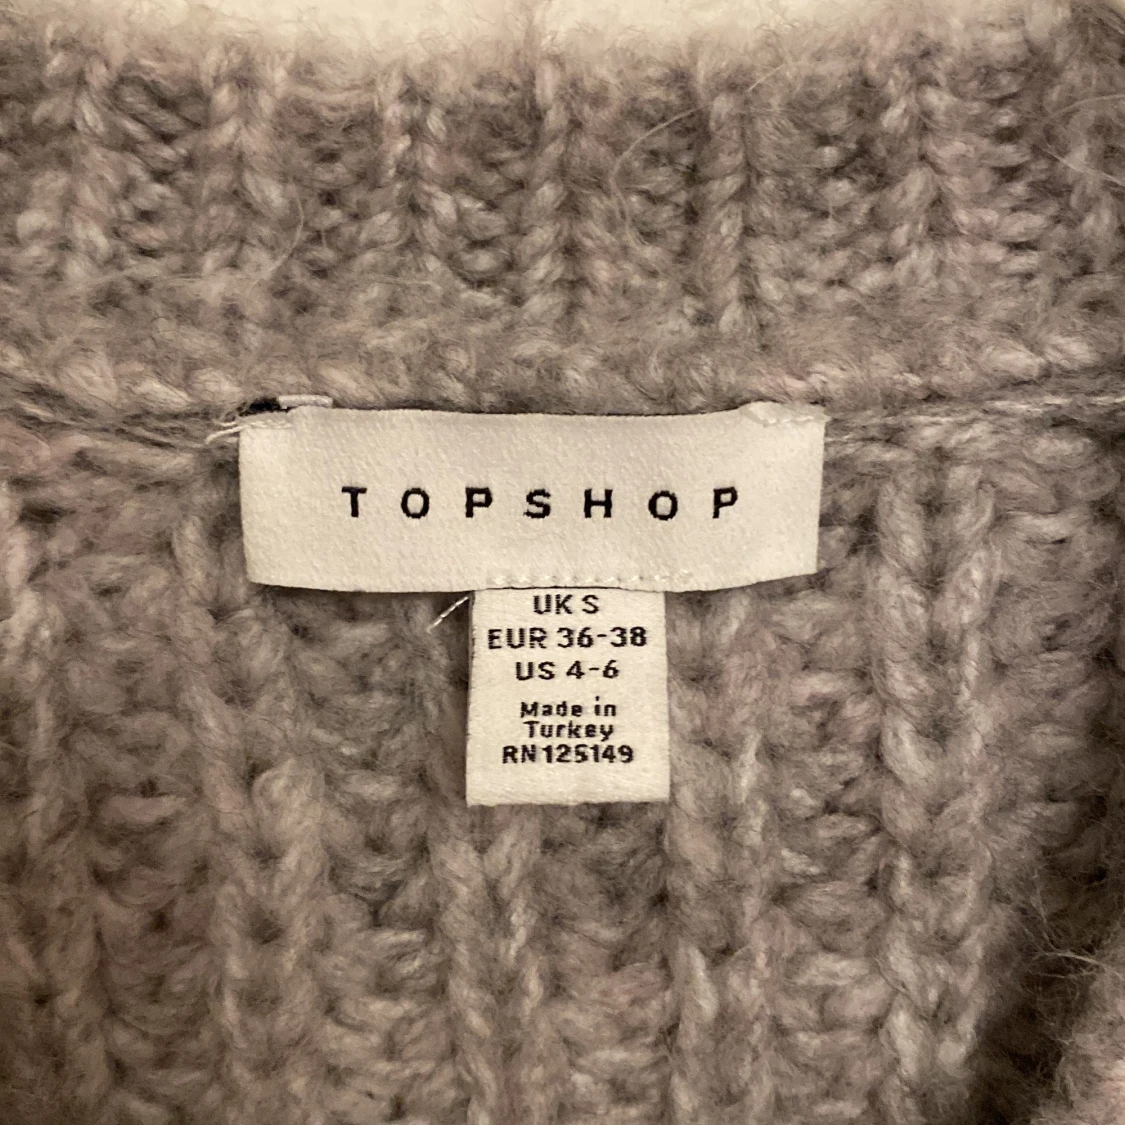 TOPSHOP
UK S
EUR 36-38
US 4-6
Made in
Turkey
RN125149